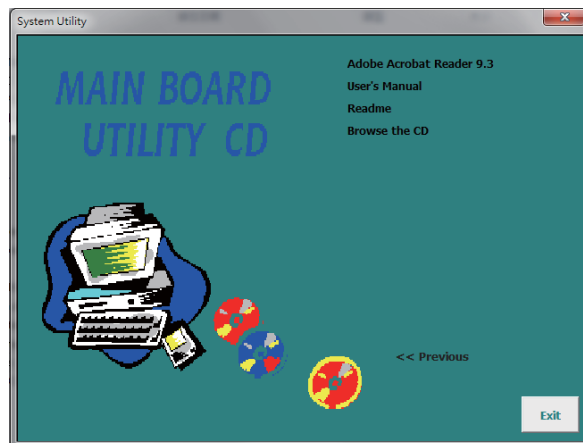 System Utility
MAIN BOARD
UTILITY CD
Adobe Acrobat Reader 9.3
User's Manual
Readme
Browse the CD
<< Previous
Exit